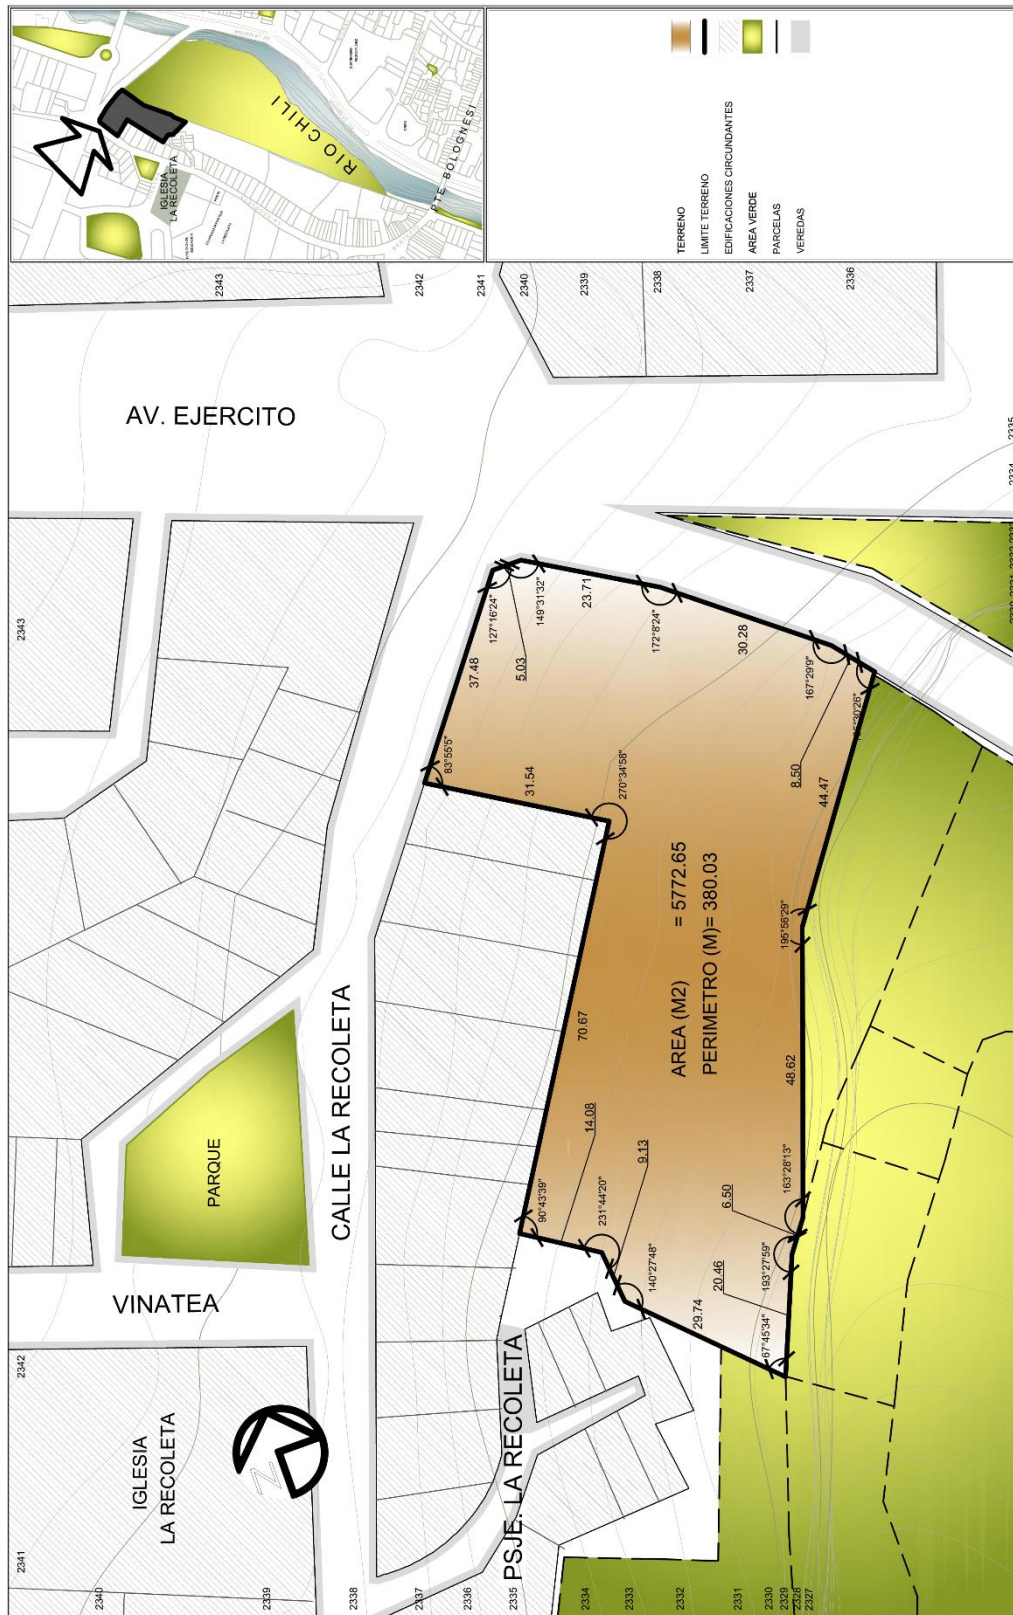 RIO CHILI
PTE BOLOGNESI
IGLESIA
LA RECOLETA
TERRENO
LIMITE TERRENO
EDIFICACIONES CIRCUNDANTES
AREA VERDE
PARCELAS
VEREDAS
2343
2342
2341
2340
2339
2338
2337
2336
AV. EJERCITO
2335
2343
127°16'24"
149°31'32"
23.71
172°8'24"
30.28
167°29'9"
37.48
5.03
83°55'5"
31.54
270°34'58"
8.50
44.47
AREA (M2) = 5772.65
PERIMETRO (M)= 380.03
195°56'29"
70.67
48.62
CALLE LA RECOLETA
PARQUE
14.08
9.13
90°43'39"
231°44'20"
6.50
163°28'13"
140°27'48"
20.46
193°27'59"
29.74
67°45'34"
VINATEA
PSJE. LA RECOLETA
2342
IGLESIA
LA RECOLETA
N
2341
2340
2339
2338
2337
2336
2335
2334
2333
2332
2331
2330
2329
2328
2327